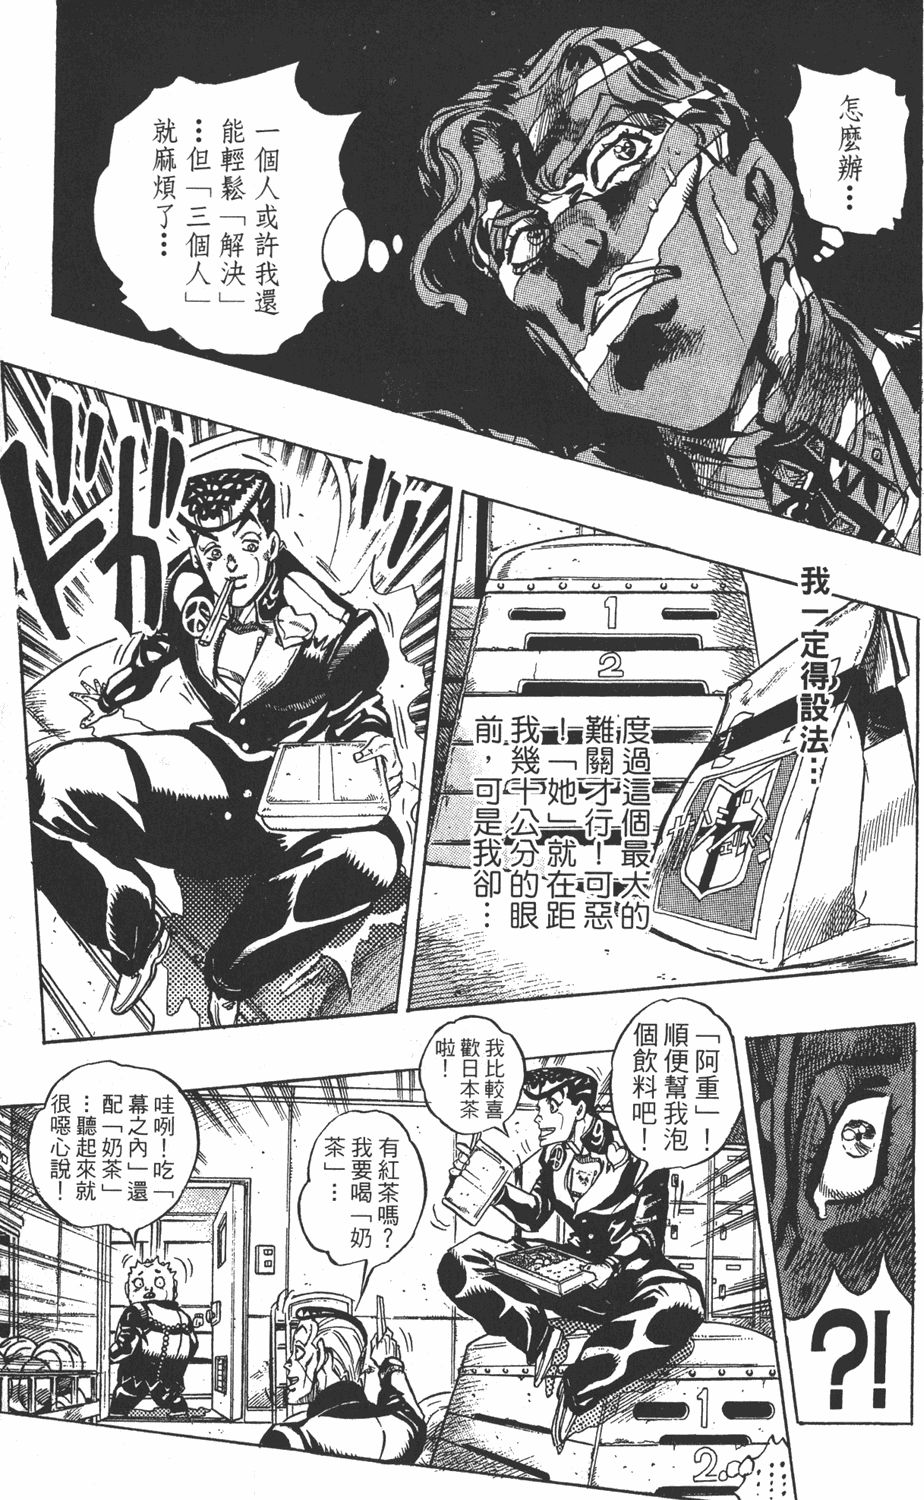 怎麼辦…
一個人或許我還
能輕鬆「解決」
…但「三個人」
就麻煩了…
我一定得設法…
度過這個最大的
難關才行！可惡
！「她」就在距
我幾十公分的眼
前，可是我卻…
1
2
ドドド
?!
「阿重」！
順便幫我泡
個飲料吧！
我比較喜
歡日本茶
啦！
有紅茶嗎？
我要喝「奶
茶」…
哇咧！吃「
幕之內」還
配「奶茶」
…聽起來就
很噁心說！
1
2